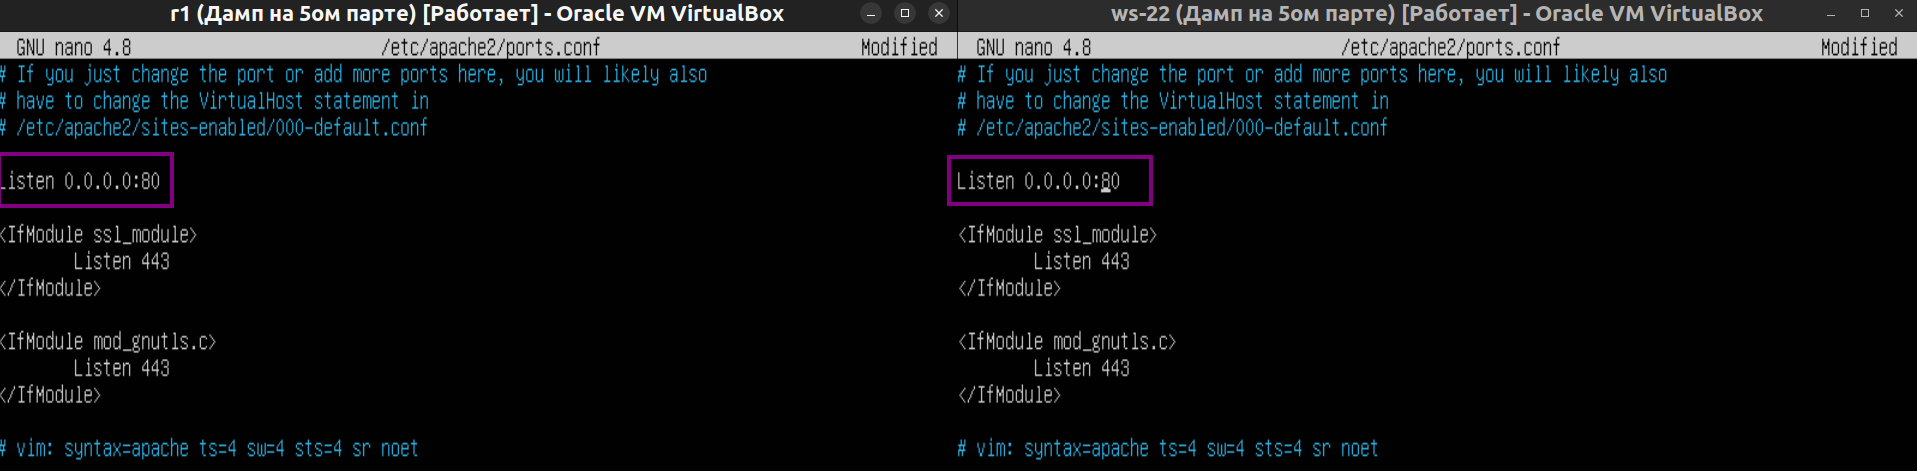 r1 (Дамп на 5ом парте) [Работает] - Oracle VM VirtualBox
GNU nano 4.8 /etc/apache2/ports.conf Modified
# If you just change the port or add more ports here, you will likely also
# have to change the VirtualHost statement in
# /etc/apache2/sites-enabled/000-default.conf
Listen 0.0.0.0:80
<IfModule ssl_module>
Listen 443
</IfModule>
<IfModule mod_gnutls.c>
Listen 443
</IfModule>
# vim: syntax=apache ts=4 sw=4 sts=4 sr noet
ws-22 (Дамп на 5ом парте) [Работает] - Oracle VM VirtualBox
GNU nano 4.8 /etc/apache2/ports.conf Modified
# If you just change the port or add more ports here, you will likely also
# have to change the VirtualHost statement in
# /etc/apache2/sites-enabled/000-default.conf
Listen 0.0.0.0:80
<IfModule ssl_module>
Listen 443
</IfModule>
<IfModule mod_gnutls.c>
Listen 443
</IfModule>
# vim: syntax=apache ts=4 sw=4 sts=4 sr noet